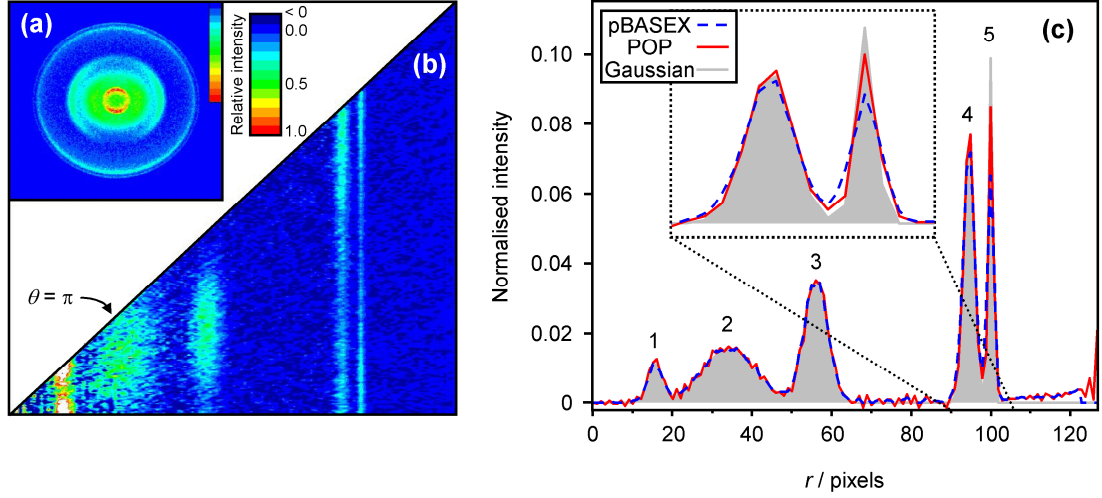 (a)
Relative intensity
< 0
0.0
0.5
1.0
(b)
θ = π
(c)
pBASEX
POP
Gaussian
Normalised intensity
0.10
0.08
0.06
0.04
0.02
0
1
2
3
4
5
0 20 40 60 80 100 120
r / pixels